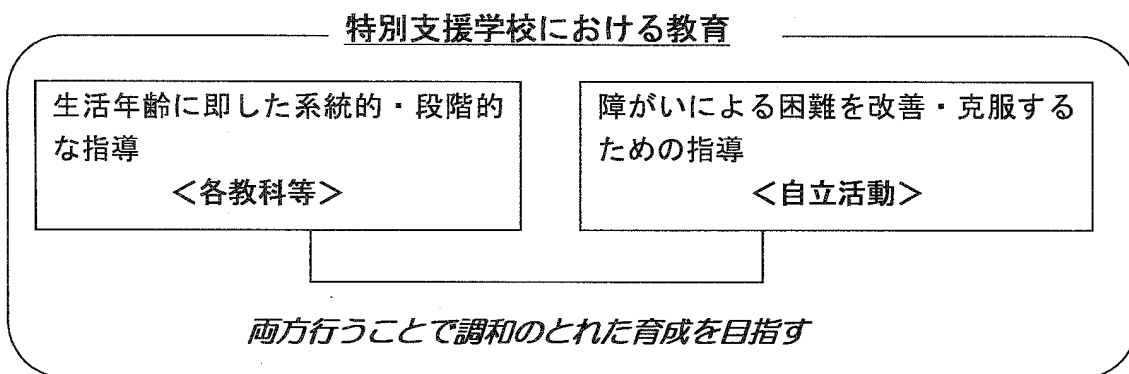 特別支援学校における教育
生活年齢に即した系統的・段階的
な指導
＜各教科等＞
障がいによる困難を改善・克服する
ための指導
＜自立活動＞
両方行うことで調和のとれた育成を目指す